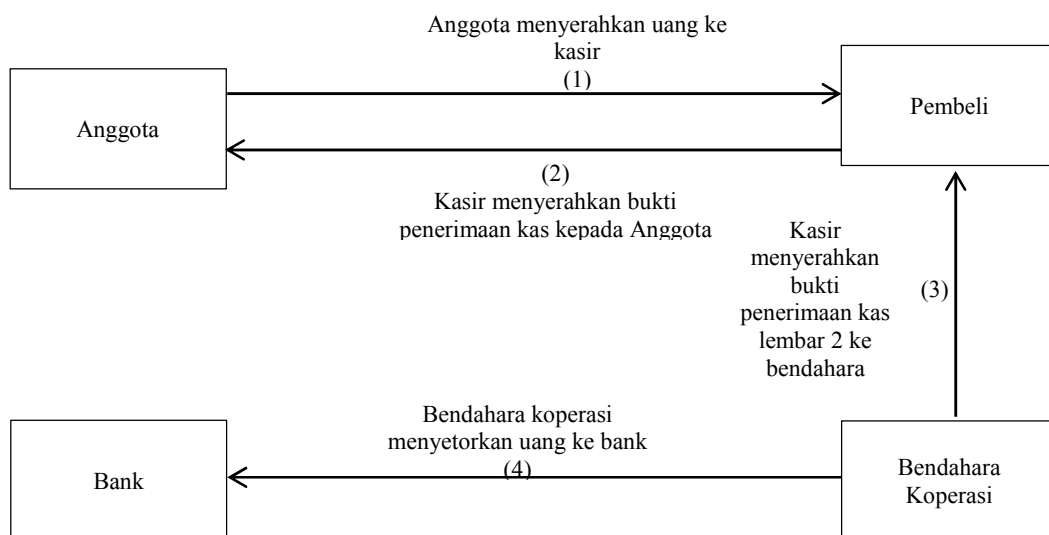 Anggota menyerahkan uang ke
kasir
(1)
Anggota
Pembeli
(2)
Kasir menyerahkan bukti
penerimaan kas kepada Anggota
Kasir
menyerahkan
bukti
penerimaan kas
lembar 2 ke
bendahara
(3)
Bendahara koperasi
menyetorkan uang ke bank
(4)
Bank
Bendahara
Koperasi